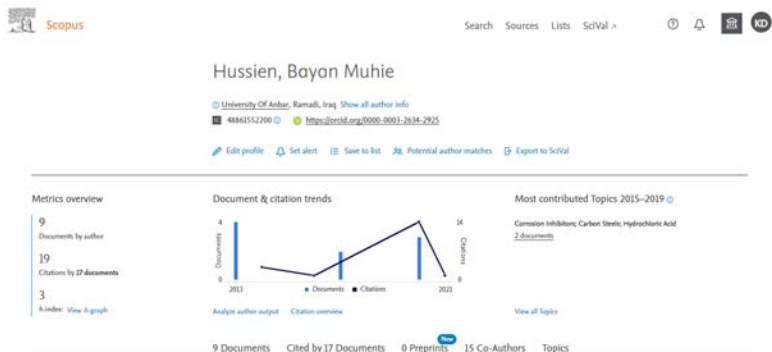 Scopus
Search Sources Lists SciVal ↗
KD
Hussien, Bayan Muhie
University Of Anbar, Ramadi, Iraq Show all author info
SC 48861552200 iD https://orcid.org/0000-0003-2634-2925
Edit profile Set alert Save to list Potential author matches Export to SciVal
Metrics overview
9
Documents by author
19
Citations by 17 documents
3
h-index: View h-graph
Document & citation trends
4
14
Documents
Citations
0
0
2013
2021
Documents Citations
Analyze author output Citation overview
Most contributed Topics 2015–2019
Corrosion Inhibitors; Carbon Steels; Hydrochloric Acid
2 documents
View all Topics
New
9 Documents Cited by 17 Documents 0 Preprints 15 Co-Authors Topics